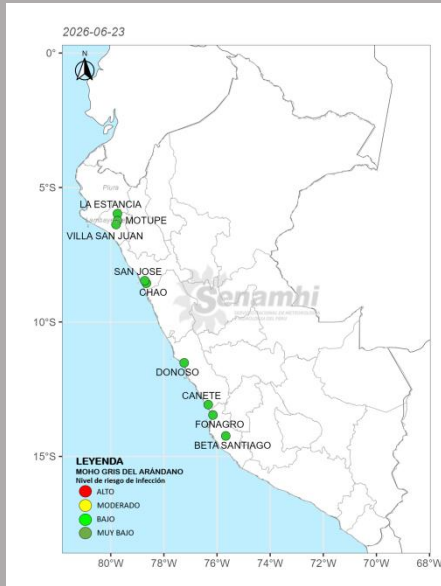 2026-06-23
N
0°
5°S
Piura
LA ESTANCIA
MOTUPE
VILLA SAN JUAN
SAN JOSE
CHAO
Senamhi
10°S
DONOSO
CANETE
FONAGRO
BETA SANTIAGO
15°S
LEYENDA
MOHO GRIS DEL ARÁNDANO
Nivel de riesgo de infección
ALTO
MODERADO
BAJO
MUY BAJO
80°W 78°W 76°W 74°W 72°W 70°W 68°W